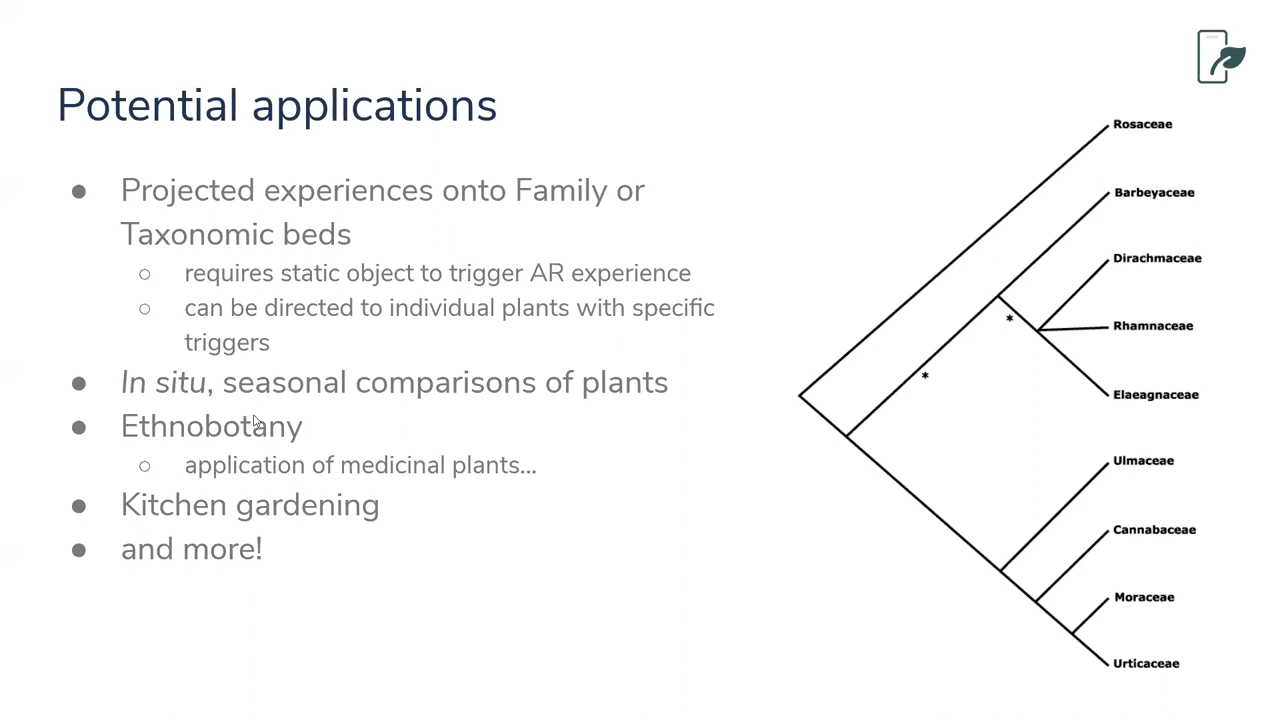 Potential applications
● Projected experiences onto Family or
Taxonomic beds
○ requires static object to trigger AR experience
○ can be directed to individual plants with specific
triggers
● In situ, seasonal comparisons of plants
● Ethnobotany
○ application of medicinal plants...
● Kitchen gardening
● and more!
Rosaceae
Barbeyaceae
Dirachmaceae
*
Rhamnaceae
*
Elaeagnaceae
Ulmaceae
Cannabaceae
Moraceae
Urticaceae